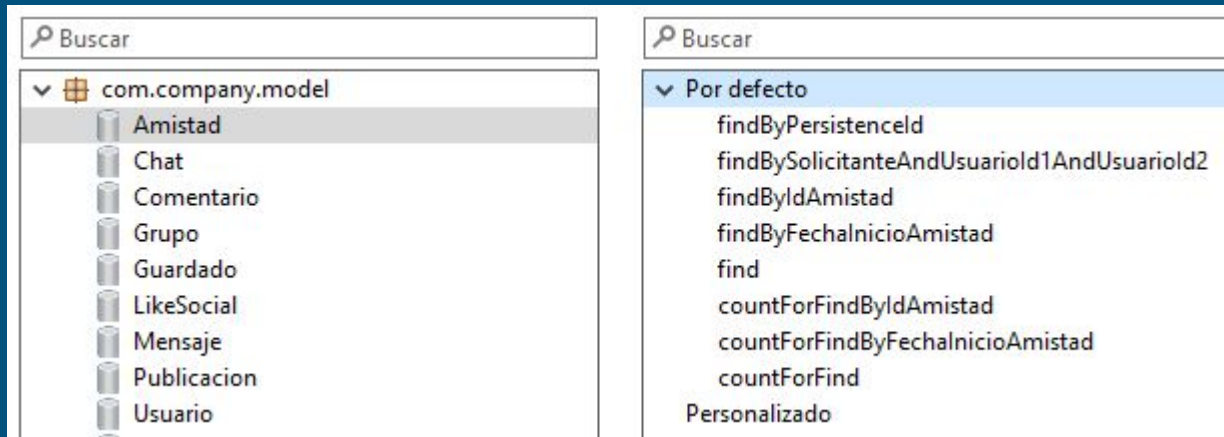 Buscar
com.company.model
Amistad
Chat
Comentario
Grupo
Guardado
LikeSocial
Mensaje
Publicacion
Usuario
Buscar
Por defecto
findByPersistenceId
findBySolicitanteAndUsuarioId1AndUsuarioId2
findByIdAmistad
findByFechaInicioAmistad
find
countForFindByIdAmistad
countForFindByFechaInicioAmistad
countForFind
Personalizado